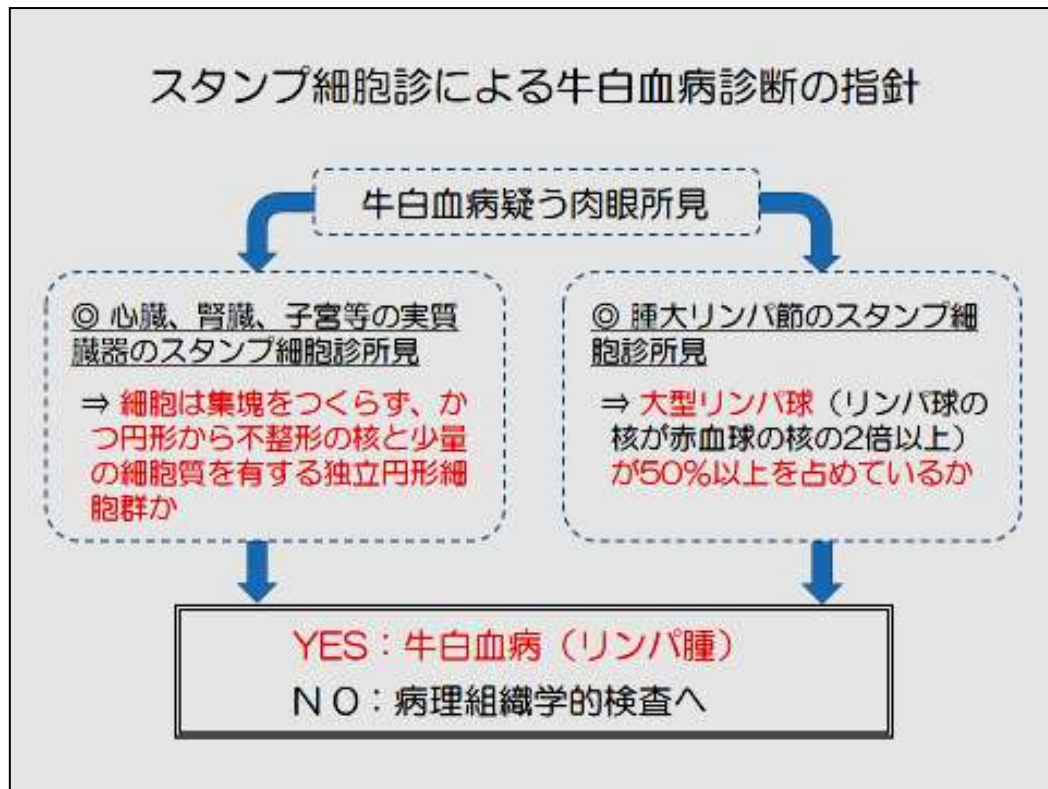 スタンプ細胞診による牛白血病診断の指針
牛白血病疑う肉眼所見
◎ 心臓、腎臓、子宮等の実質
臓器のスタンプ細胞診所見
⇒ 細胞は集塊をつくらず、か
つ円形から不整形の核と少量
の細胞質を有する独立円形細
胞群か
◎ 腫大リンパ節のスタンプ細
胞診所見
⇒ 大型リンパ球（リンパ球の
核が赤血球の核の2倍以上）
が50%以上を占めているか
YES：牛白血病（リンパ腫）
ＮＯ：病理組織学的検査へ